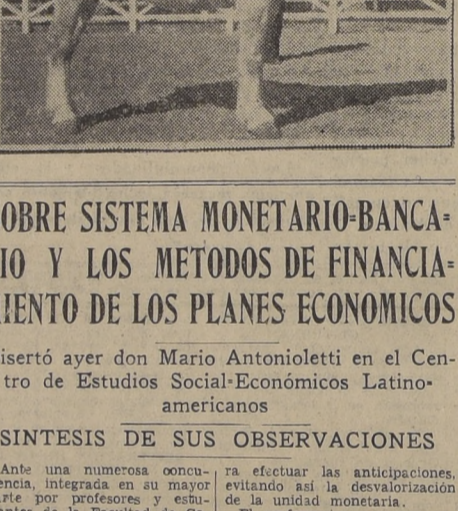 OBRE SISTEMA MONETARIO=BANCA=
IO Y LOS METODOS DE FINANCIA=
IENTO DE LOS PLANES ECONOMICOS
isertó ayer don Mario Antonioletti en el Cen-
tro de Estudios Social=Económicos Latino-
americanos
SINTESIS DE SUS OBSERVACIONES
Ante una numerosa concu-
encia, integrada en su mayor
rte por profesores y estu-
ra efectuar las anticipaciones,
evitando así la desvalorización
de la unidad monetaria.